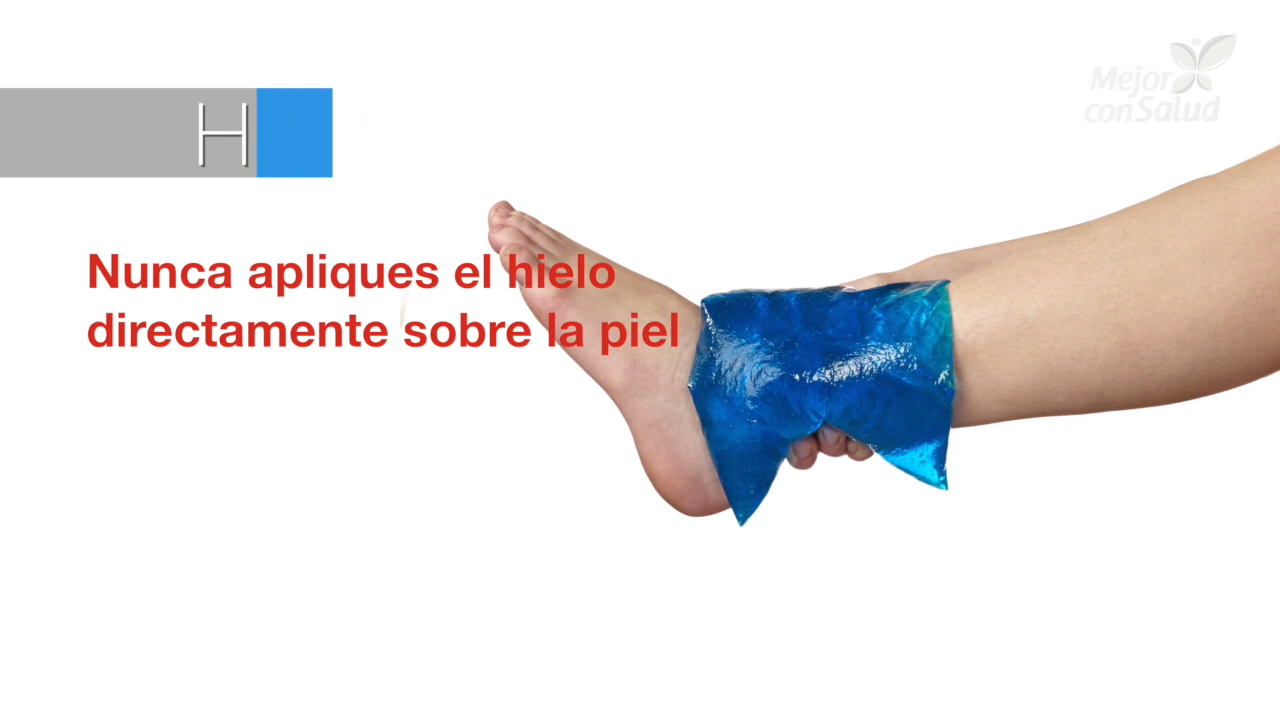 Mejor
conSalud
H
Nunca apliques el hielo
directamente sobre la piel